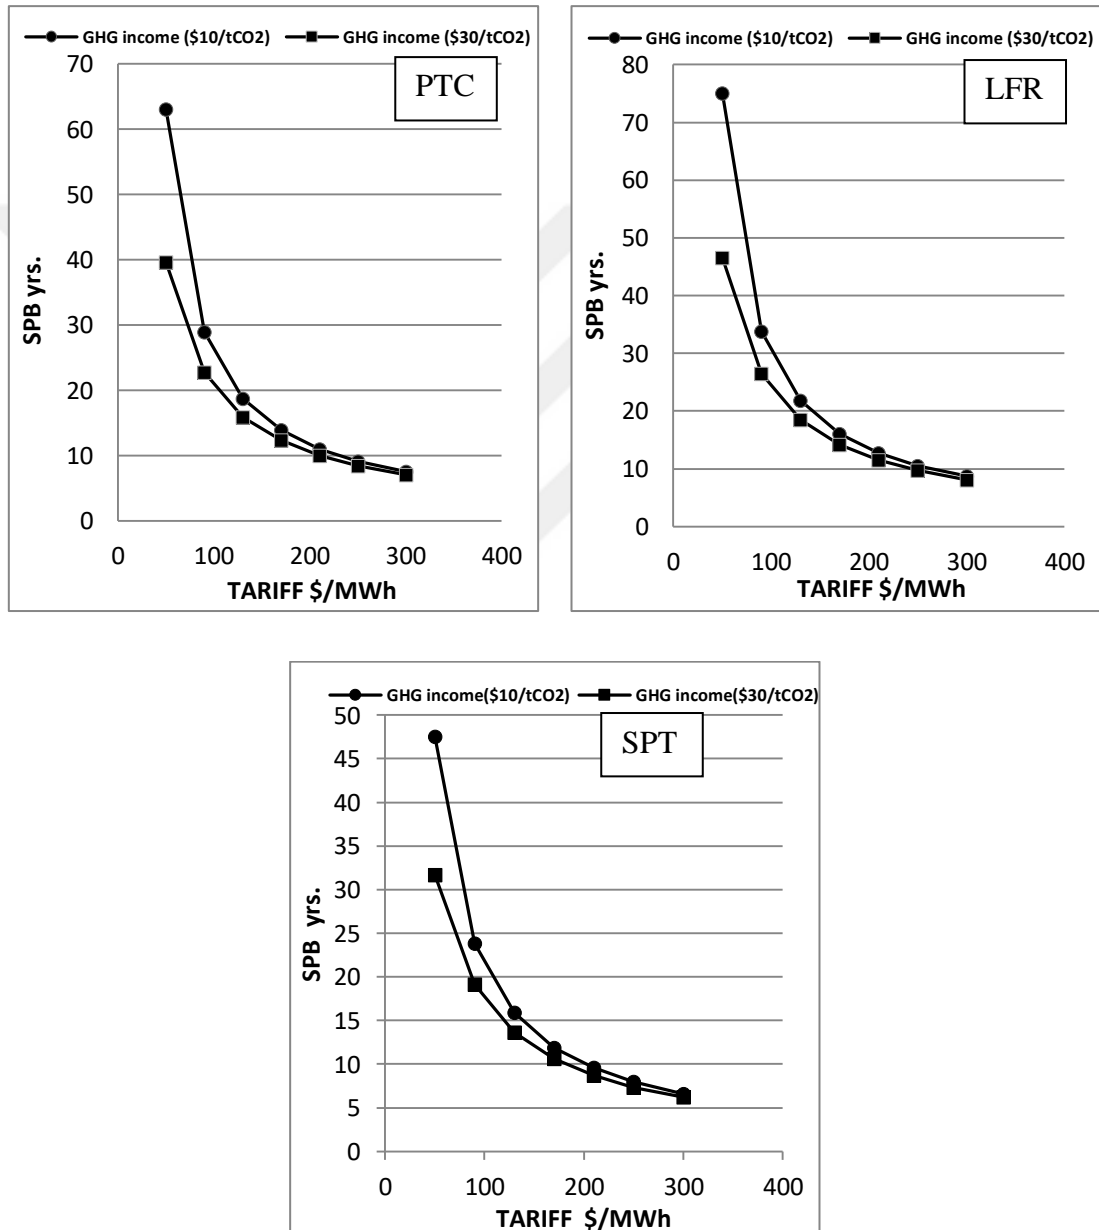 GHG income ($10/tCO2) GHG income ($30/tCO2)
PTC
70
60
50
40
30
20
10
0
SPB yrs.
0 100 200 300 400
TARIFF $/MWh
GHG income ($10/tCO2) GHG income ($30/tCO2)
LFR
80
70
60
50
40
30
20
10
0
SPB yrs.
0 100 200 300 400
TARIFF $/MWh
GHG income($10/tCO2) GHG income($30/tCO2)
SPT
50
45
40
35
30
25
20
15
10
5
0
SPB yrs.
0 100 200 300 400
TARIFF $/MWh